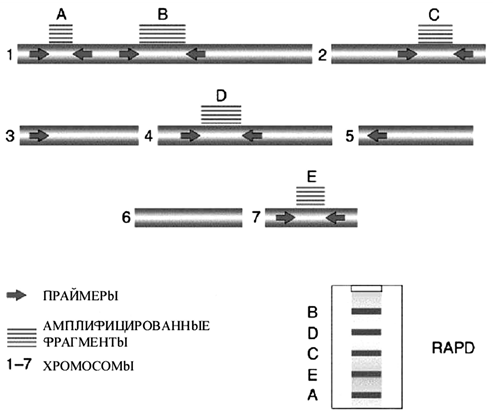 A B C
1 2
D
3 4 5
E
6 7
ПРАЙМЕРЫ
АМПЛИФИЦИРОВАННЫЕ
ФРАГМЕНТЫ
1–7 ХРОМОСОМЫ
B
D
C
E
A
RAPD